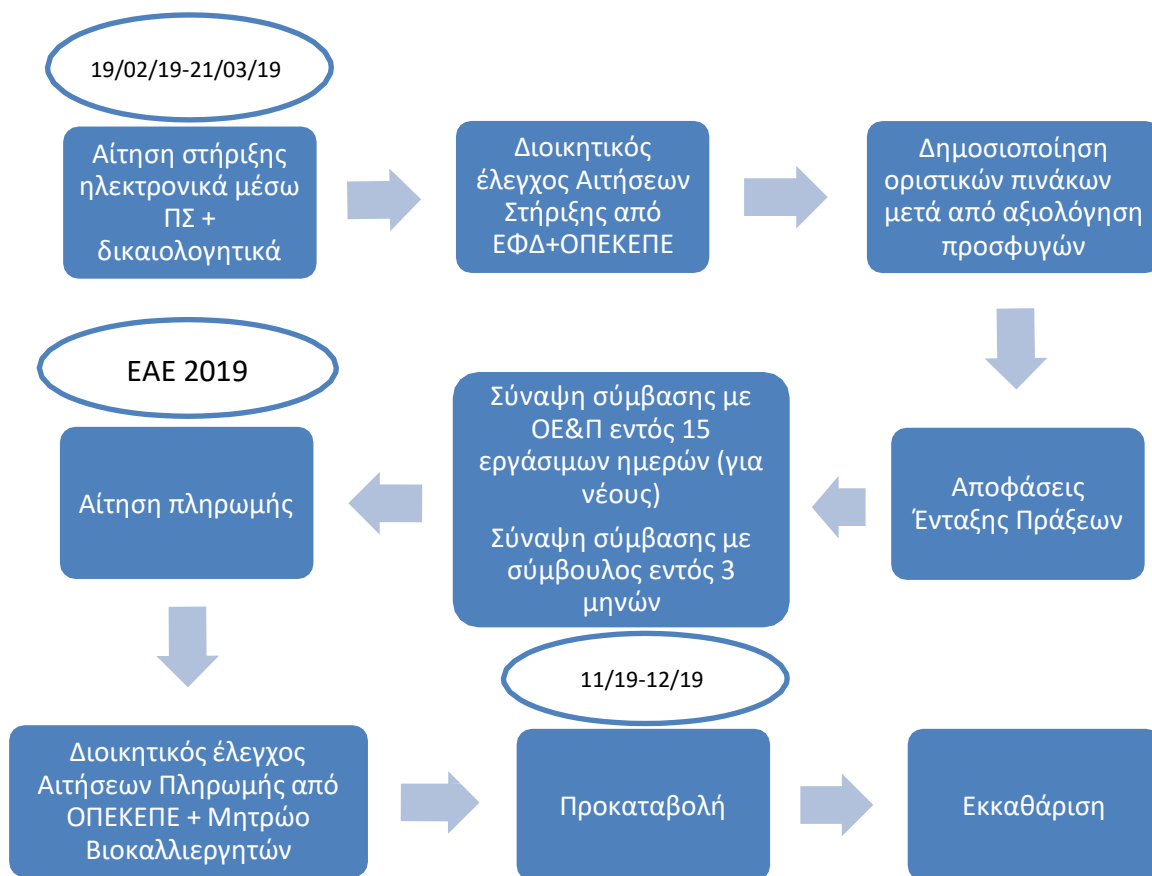 19/02/19-21/03/19
Αίτηση στήριξης
ηλεκτρονικά μέσω
ΠΣ +
δικαιολογητικά
Διοικητικός
έλεγχος Αιτήσεων
Στήριξης από
ΕΦΔ+ΟΠΕΚΕΠΕ
Δημοσιοποίηση
οριστικών πινάκων
μετά από αξιολόγηση
προσφυγών
Αποφάσεις
Ένταξης Πράξεων
Σύναψη σύμβασης με
ΟΕ&Π εντός 15
εργάσιμων ημερών (για
νέους)
Σύναψη σύμβασης με
σύμβουλος εντός 3
μηνών
ΕΑΕ 2019
Αίτηση πληρωμής
Διοικητικός έλεγχος
Αιτήσεων Πληρωμής από
ΟΠΕΚΕΠΕ + Μητρώο
Βιοκαλλιεργητών
11/19-12/19
Προκαταβολή
Εκκαθάριση